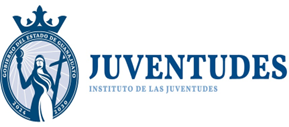 GOBIERNO DEL ESTADO DE GUANAJUATO
JUVENTUDES
INSTITUTO DE LAS JUVENTUDES